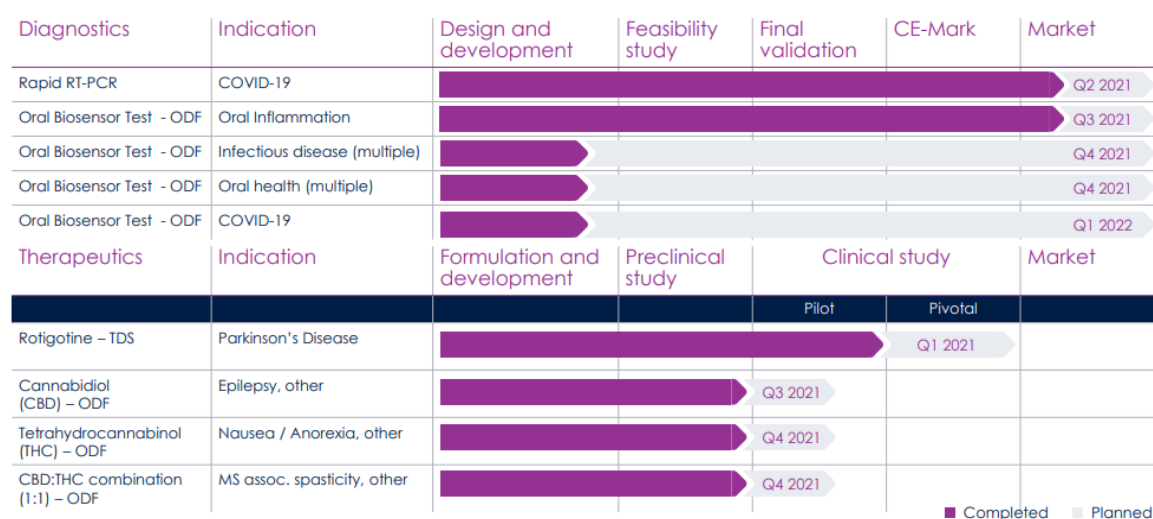 Diagnostics Indication Design and development Feasibility study Final validation CE-Mark Market
Rapid RT-PCR COVID-19 Q2 2021
Oral Biosensor Test - ODF Oral Inflammation Q3 2021
Oral Biosensor Test - ODF Infectious disease (multiple) Q4 2021
Oral Biosensor Test - ODF Oral health (multiple) Q4 2021
Oral Biosensor Test - ODF COVID-19 Q1 2022
Therapeutics Indication Formulation and development Preclinical study Clinical study Market
Pilot Pivotal
Rotigotine – TDS Parkinson's Disease Q1 2021
Cannabidiol (CBD) – ODF Epilepsy, other Q3 2021
Tetrahydrocannabinol (THC) – ODF Nausea / Anorexia, other Q4 2021
CBD:THC combination (1:1) – ODF MS assoc. spasticity, other Q4 2021
Completed Planned